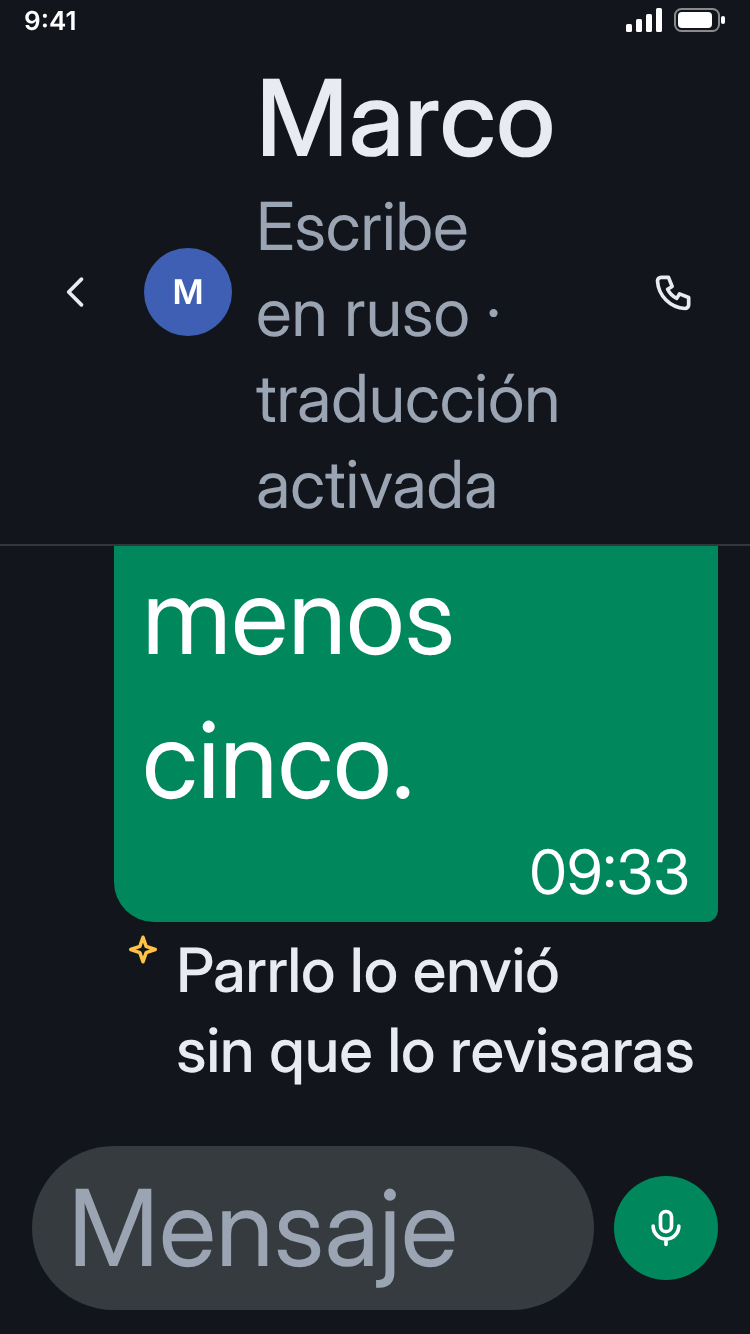 9:41
Marco
Escribe
en ruso ·
traducción
activada
M
menos
cinco.
09:33
Parrlo lo envió
sin que lo revisaras
Mensaje